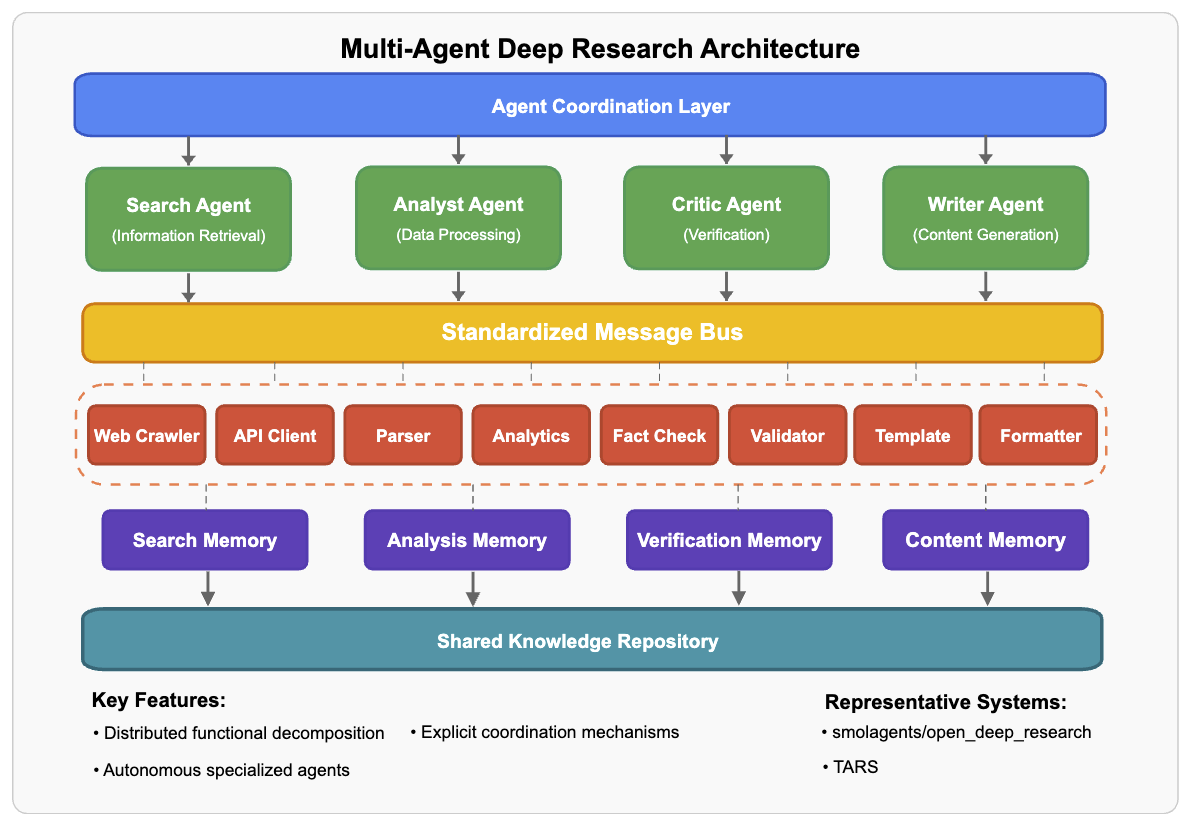 Multi-Agent Deep Research Architecture
Agent Coordination Layer
Search Agent
(Information Retrieval)
Analyst Agent
(Data Processing)
Critic Agent
(Verification)
Writer Agent
(Content Generation)
Standardized Message Bus
Web Crawler
API Client
Parser
Analytics
Fact Check
Validator
Template
Formatter
Search Memory
Analysis Memory
Verification Memory
Content Memory
Shared Knowledge Repository
Key Features:
• Distributed functional decomposition
• Explicit coordination mechanisms
• Autonomous specialized agents
Representative Systems:
• smolagents/open_deep_research
• TARS